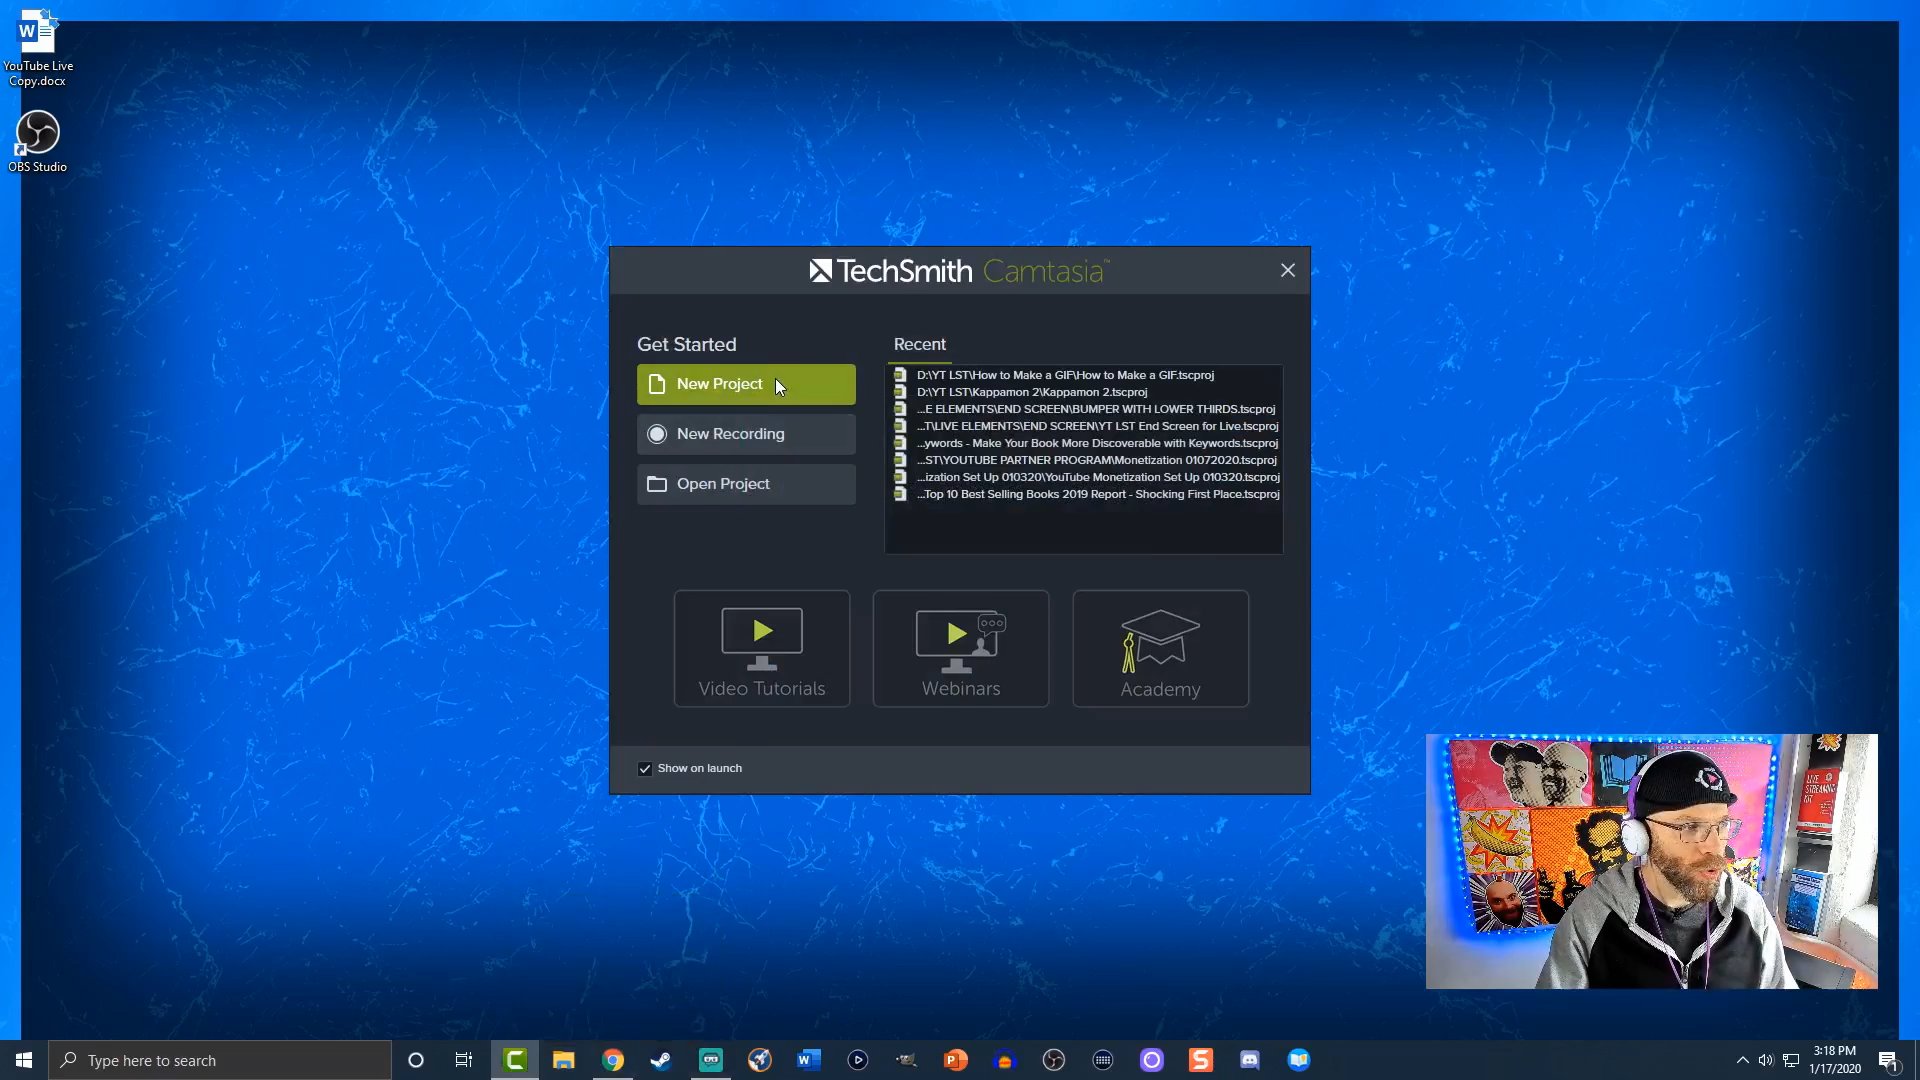 YouTube Live
Copy.docx
OBS Studio
TechSmith Camtasia™
Get Started
New Project
New Recording
Open Project
Recent
D:\YT LST\How to Make a GIF\How to Make a GIF.tscproj
D:\YT LST\Kappamon 2\Kappamon 2.tscproj
...E ELEMENTS\END SCREEN\BUMPER WITH LOWER THIRDS.tscproj
...T\LIVE ELEMENTS\END SCREEN\YT LST End Screen for Live.tscproj
...ywords - Make Your Book More Discoverable with Keywords.tscproj
...ST\YOUTUBE PARTNER PROGRAM\Monetization 01072020.tscproj
...ization Set Up 010320\YouTube Monetization Set Up 010320.tscproj
...Top 10 Best Selling Books 2019 Report - Shocking First Place.tscproj
Video Tutorials
Webinars
Academy
Show on launch
LIVE
STREAMING
KIT
Type here to search
3:18 PM
1/17/2020
1